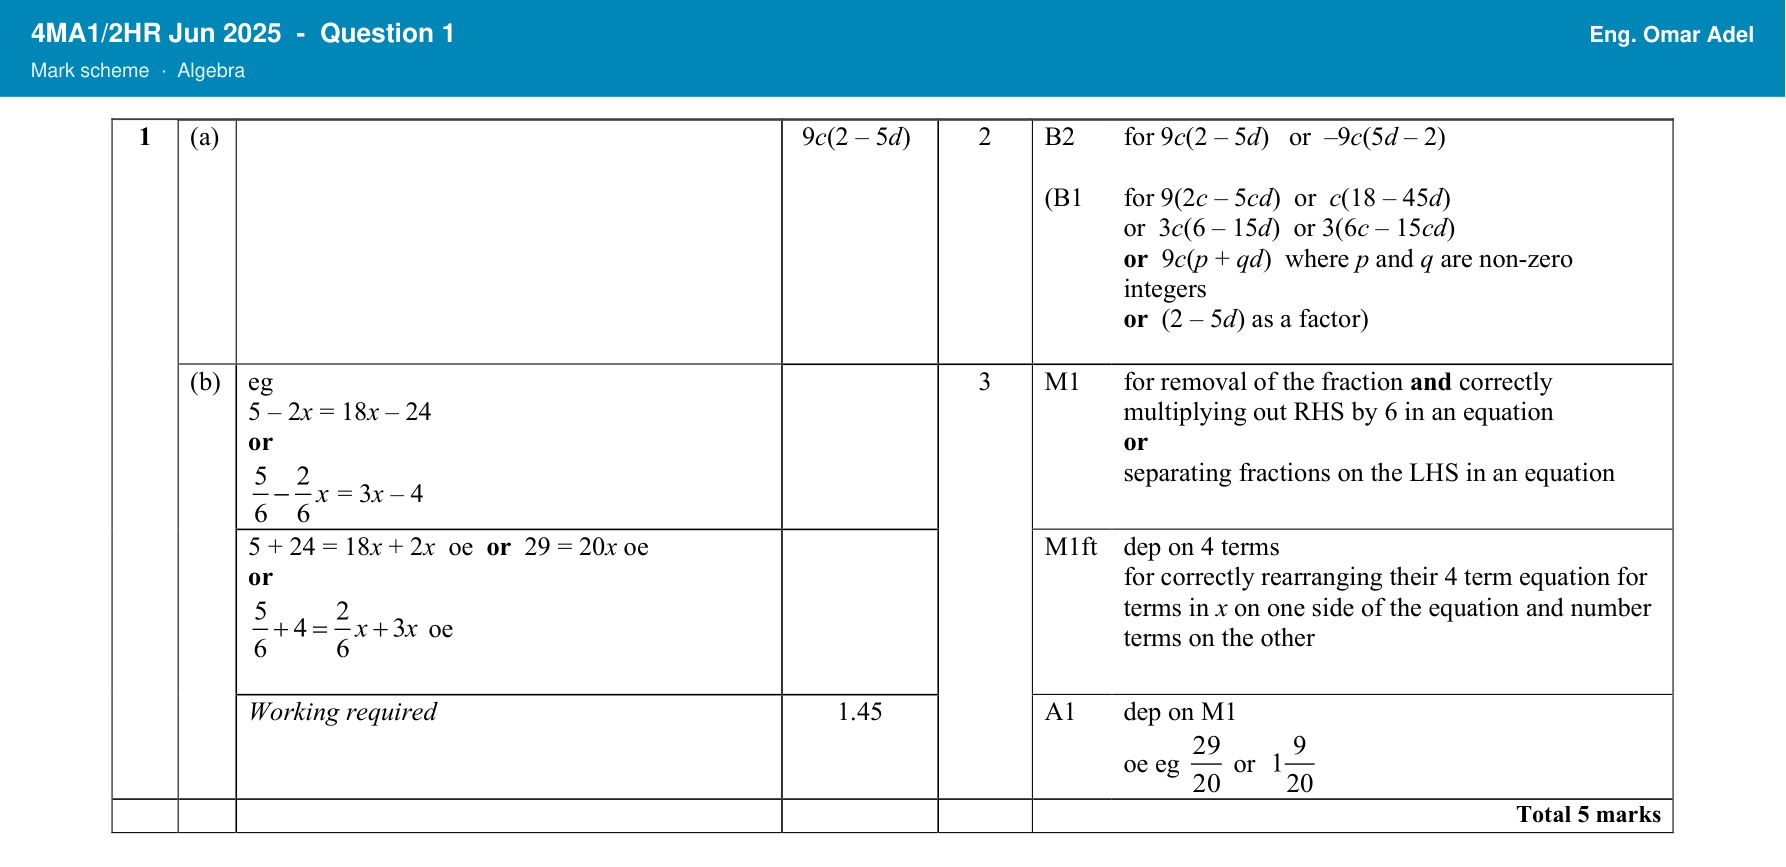 4MA1/2HR Jun 2025 - Question 1
Eng. Omar Adel
Mark scheme · Algebra
1 (a) 9c(2 – 5d) 2 B2 for 9c(2 – 5d) or –9c(5d – 2)
(B1 for 9(2c – 5cd) or c(18 – 45d)
or 3c(6 – 15d) or 3(6c – 15cd)
or 9c(p + qd) where p and q are non-zero
integers
or (2 – 5d) as a factor)
(b) eg 3 M1 for removal of the fraction and correctly
5 – 2x = 18x – 24 multiplying out RHS by 6 in an equation
or or
5/6 – 2/6 x = 3x – 4 separating fractions on the LHS in an equation
5 + 24 = 18x + 2x oe or 29 = 20x oe M1ft dep on 4 terms
or for correctly rearranging their 4 term equation for
5/6 + 4 = 2/6 x + 3x oe terms in x on one side of the equation and number
terms on the other
Working required 1.45 A1 dep on M1
oe eg 29/20 or 1 9/20
Total 5 marks